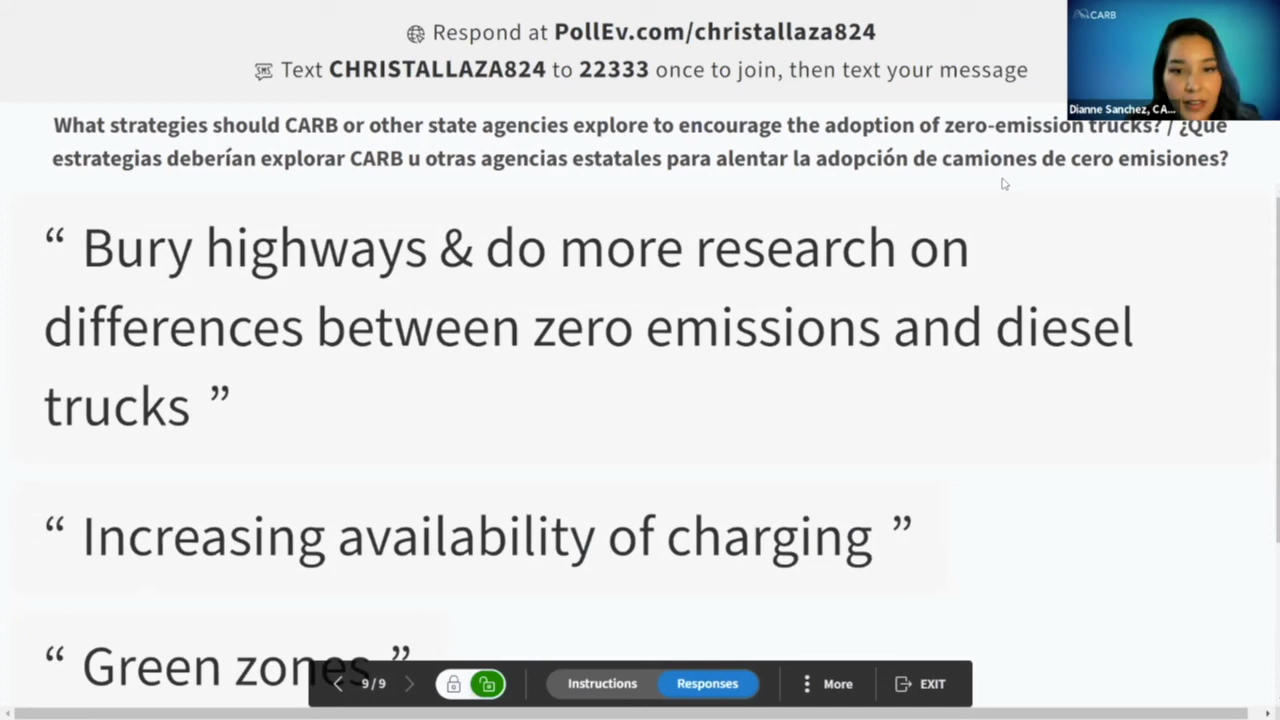 Respond at PollEv.com/christallaza824
Text CHRISTALLAZA824 to 22333 once to join, then text your message
CARB
Dianne Sanchez, CA...
What strategies should CARB or other state agencies explore to encourage the adoption of zero-emission trucks? / ¿Qué
estrategias deberían explorar CARB u otras agencias estatales para alentar la adopción de camiones de cero emisiones?
“ Bury highways & do more research on
differences between zero emissions and diesel
trucks ”
“ Increasing availability of charging ”
“ Green zones ”
9/9
Instructions
Responses
More
EXIT